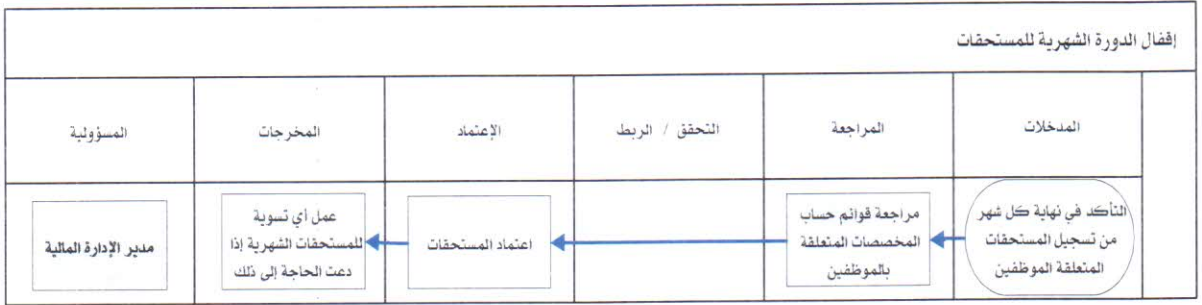 إقفال الدورة الشهرية للمستحقات
المدخلات
المراجعة
التحقق / الربط
الإعتماد
المخرجات
المسؤولية
التأكد في نهاية كل شهر
من تسجيل المستحقات
المتعلقة الموظفين
مراجعة قوائم حساب
المخصصات المتعلقة
بالموظفين
اعتماد المستحقات
عمل أي تسوية
للمستحقات الشهرية إذا
دعت الحاجة إلى ذلك
مدير الإدارة المالية